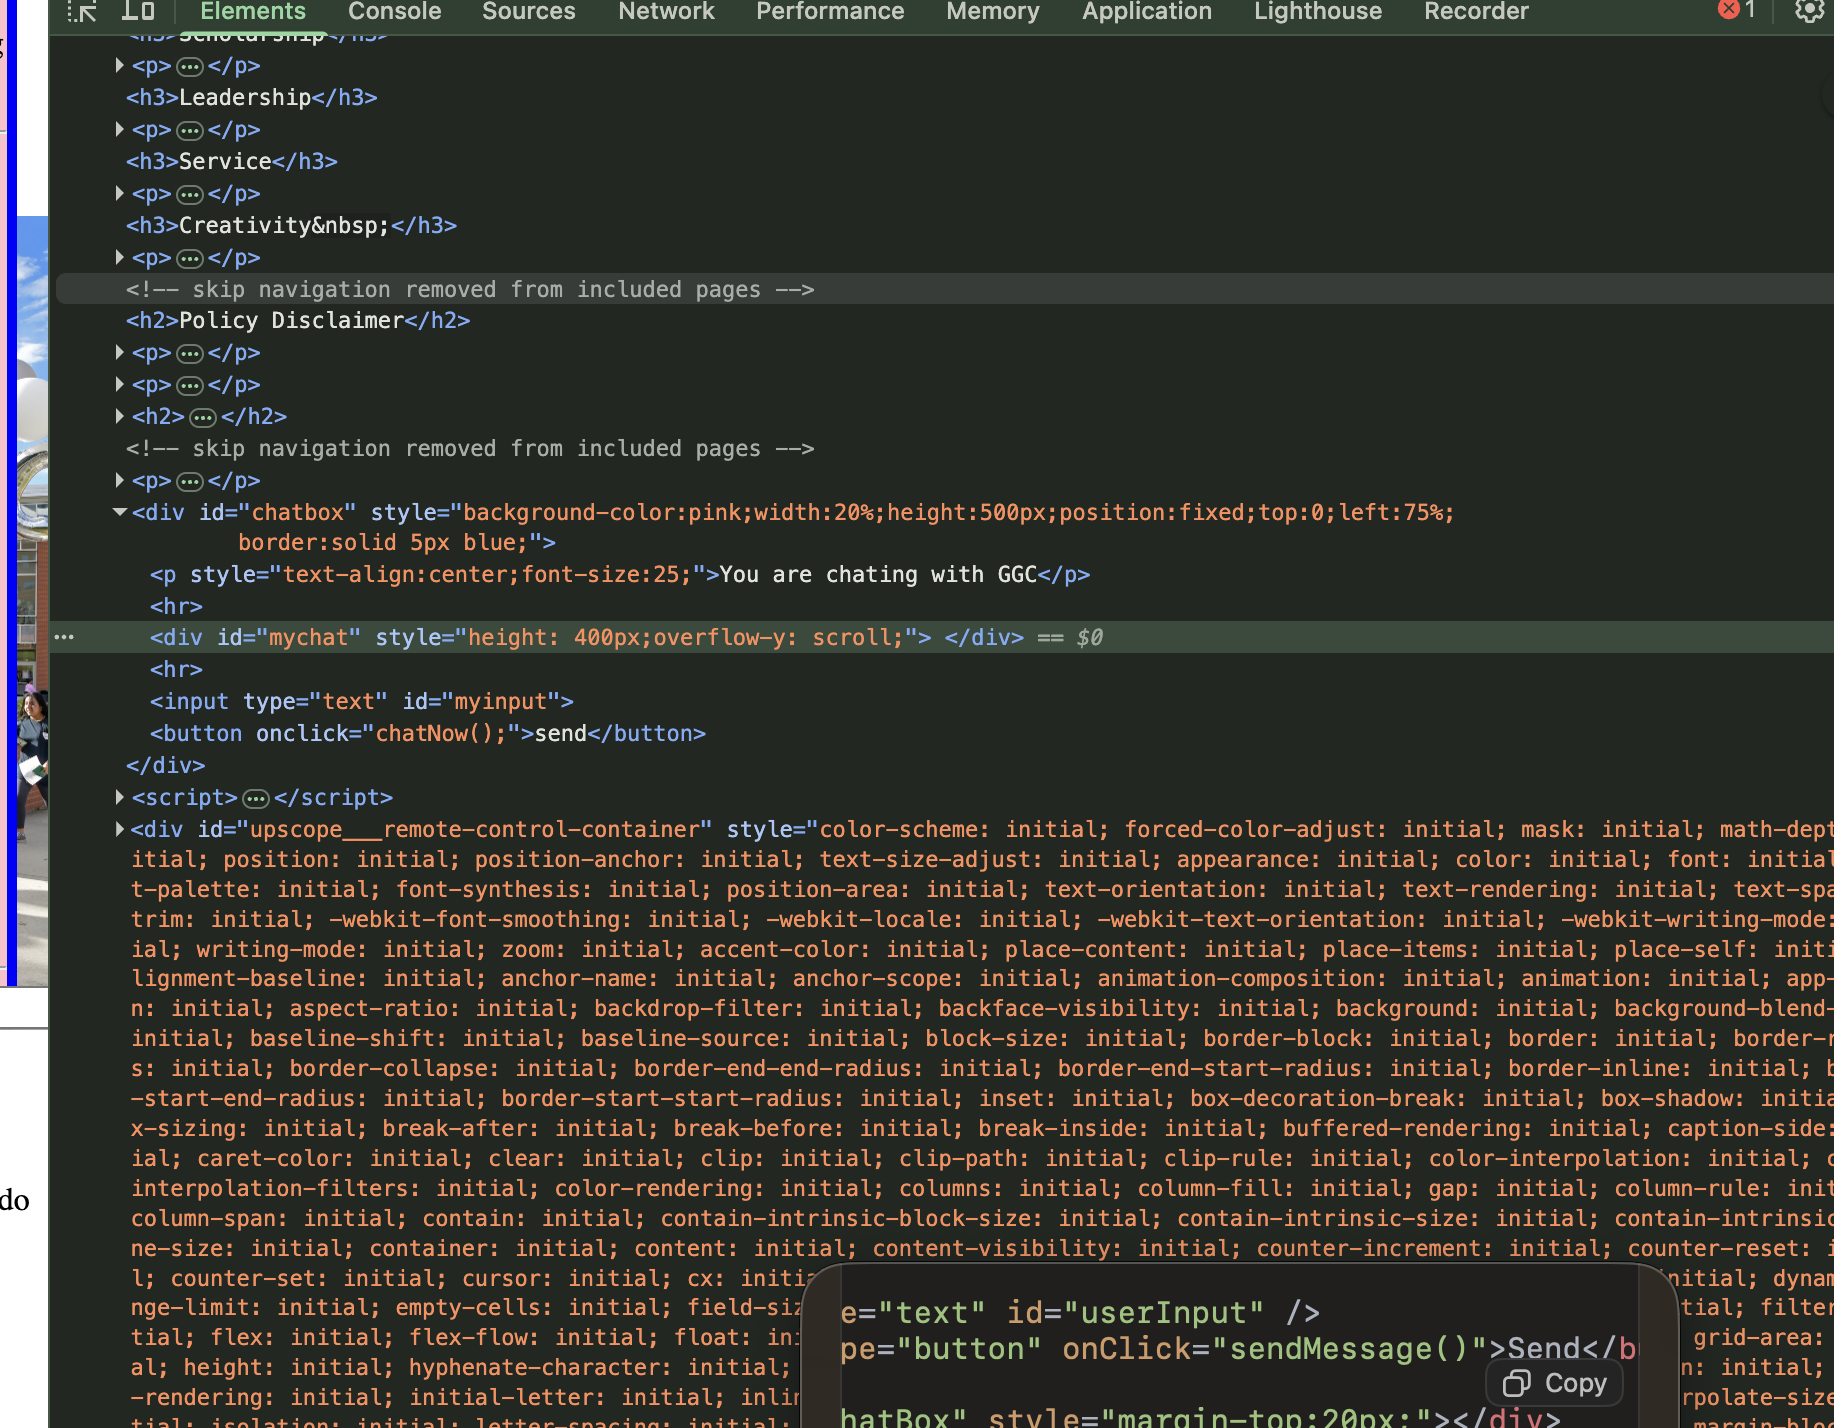 Elements Console Sources Network Performance Memory Application Lighthouse Recorder 1
<h3>Scholarship</h3>
<p>…</p>
<h3>Leadership</h3>
<p>…</p>
<h3>Service</h3>
<p>…</p>
<h3>Creativity&nbsp;</h3>
<p>…</p>
<!-- skip navigation removed from included pages -->
<h2>Policy Disclaimer</h2>
<p>…</p>
<p>…</p>
<h2>…</h2>
<!-- skip navigation removed from included pages -->
<p>…</p>
<div id="chatbox" style="background-color:pink;width:20%;height:500px;position:fixed;top:0;left:75%;
border:solid 5px blue;">
<p style="text-align:center;font-size:25;">You are chating with GGC</p>
<hr>
… <div id="mychat" style="height: 400px;overflow-y: scroll;"> </div> == $0
<hr>
<input type="text" id="myinput">
<button onclick="chatNow();">send</button>
</div>
<script>…</script>
<div id="upscope___remote-control-container" style="color-scheme: initial; forced-color-adjust: initial; mask: initial; math-dept
itial; position: initial; position-anchor: initial; text-size-adjust: initial; appearance: initial; color: initial; font: initial
t-palette: initial; font-synthesis: initial; position-area: initial; text-orientation: initial; text-rendering: initial; text-spa
trim: initial; -webkit-font-smoothing: initial; -webkit-locale: initial; -webkit-text-orientation: initial; -webkit-writing-mode:
ial; writing-mode: initial; zoom: initial; accent-color: initial; place-content: initial; place-items: initial; place-self: initi
lignment-baseline: initial; anchor-name: initial; anchor-scope: initial; animation-composition: initial; animation: initial; app-
n: initial; aspect-ratio: initial; backdrop-filter: initial; backface-visibility: initial; background: initial; background-blend-
initial; baseline-shift: initial; baseline-source: initial; block-size: initial; border-block: initial; border: initial; border-r
s: initial; border-collapse: initial; border-end-end-radius: initial; border-end-start-radius: initial; border-inline: initial; b
-start-end-radius: initial; border-start-start-radius: initial; inset: initial; box-decoration-break: initial; box-shadow: initia
x-sizing: initial; break-after: initial; break-before: initial; break-inside: initial; buffered-rendering: initial; caption-side:
ial; caret-color: initial; clear: initial; clip: initial; clip-path: initial; clip-rule: initial; color-interpolation: initial; c
do interpolation-filters: initial; color-rendering: initial; columns: initial; column-fill: initial; gap: initial; column-rule: init
column-span: initial; contain: initial; contain-intrinsic-block-size: initial; contain-intrinsic-size: initial; contain-intrinsic
ne-size: initial; container: initial; content: initial; content-visibility: initial; counter-increment: initial; counter-reset: i
l; counter-set: initial; cursor: initial; cx: initia nitial; dynam
nge-limit: initial; empty-cells: initial; field-siz tial; filter
tial; flex: initial; flex-flow: initial; float: in grid-area:
al; height: initial; hyphenate-character: initial; n: initial;
-rendering: initial; initial-letter: initial; inlin rpolate-size
tial; isolation: initial; letter-spacing: initial; margin-blo
e="text" id="userInput" />
pe="button" onClick="sendMessage()">Send</b
Copy
hatBox" style="margin-top:20px;"></div>